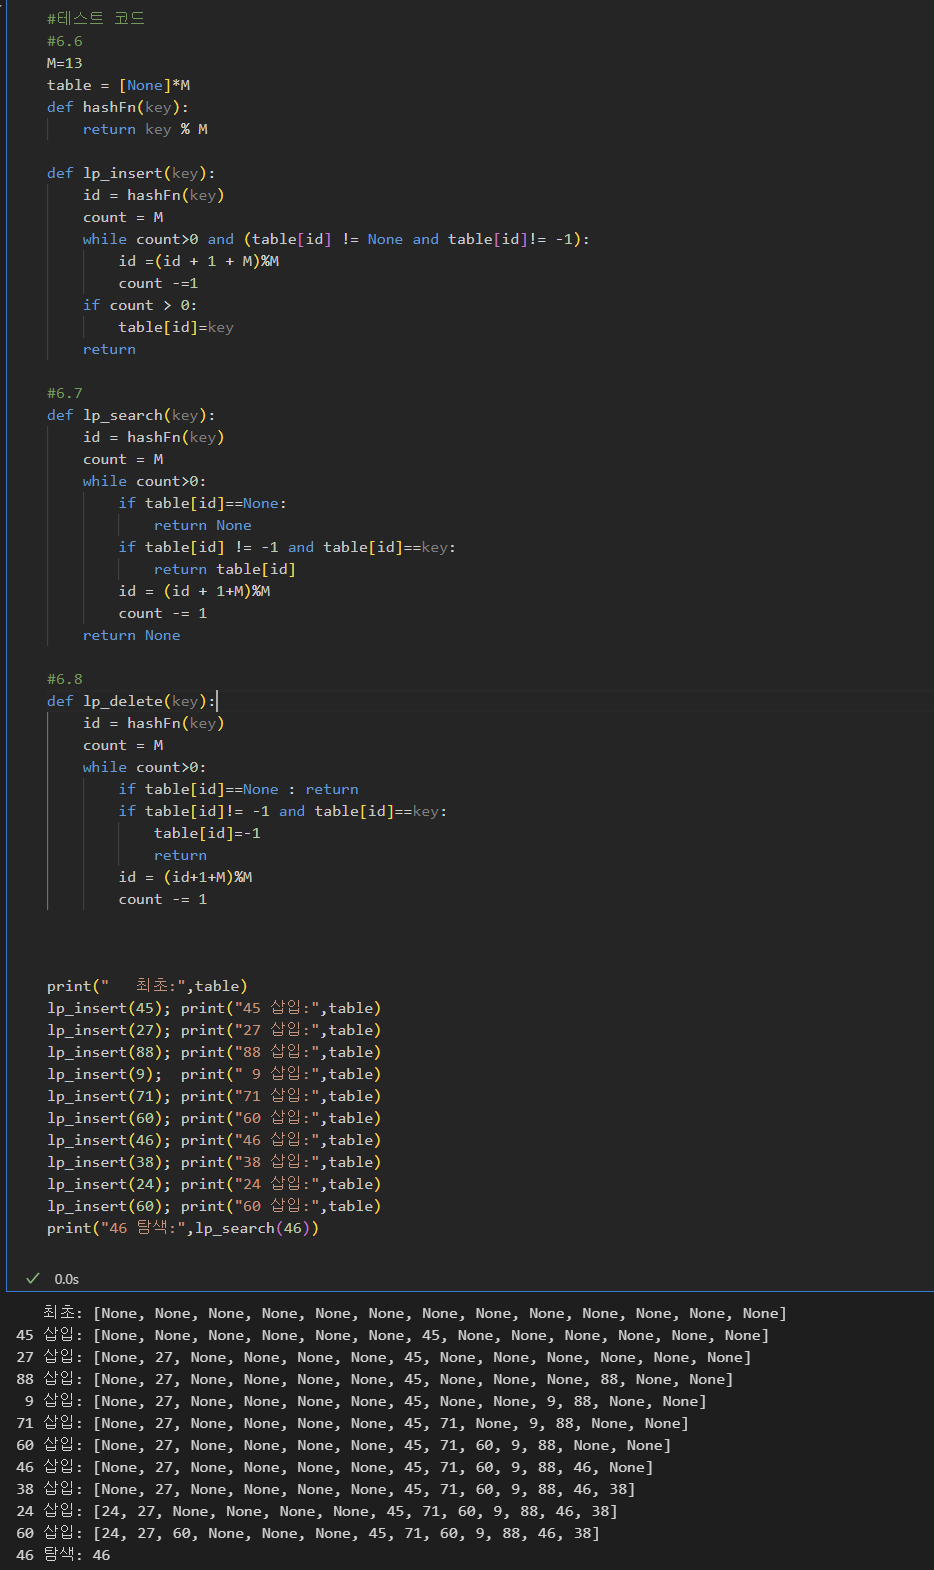 #테스트 코드
#6.6
M=13
table = [None]*M
def hashFn(key):
    return key % M

def lp_insert(key):
    id = hashFn(key)
    count = M
    while count>0 and (table[id] != None and table[id]!= -1):
        id =(id + 1 + M)%M
        count -=1
    if count > 0:
        table[id]=key
    return

#6.7
def lp_search(key):
    id = hashFn(key)
    count = M
    while count>0:
        if table[id]==None:
            return None
        if table[id] != -1 and table[id]==key:
            return table[id]
        id = (id + 1+M)%M
        count -= 1
    return None

#6.8
def lp_delete(key):
    id = hashFn(key)
    count = M
    while count>0:
        if table[id]==None : return
        if table[id]!= -1 and table[id]==key:
            table[id]=-1
            return
        id = (id+1+M)%M
        count -= 1

print("   최초:",table)
lp_insert(45); print("45 삽입:",table)
lp_insert(27); print("27 삽입:",table)
lp_insert(88); print("88 삽입:",table)
lp_insert(9);  print(" 9 삽입:",table)
lp_insert(71); print("71 삽입:",table)
lp_insert(60); print("60 삽입:",table)
lp_insert(46); print("46 삽입:",table)
lp_insert(38); print("38 삽입:",table)
lp_insert(24); print("24 삽입:",table)
lp_insert(60); print("60 삽입:",table)
print("46 탐색:",lp_search(46))
✓ 0.0s
   최초: [None, None, None, None, None, None, None, None, None, None, None, None, None]
45 삽입: [None, None, None, None, None, None, 45, None, None, None, None, None, None]
27 삽입: [None, 27, None, None, None, None, 45, None, None, None, None, None, None]
88 삽입: [None, 27, None, None, None, None, 45, None, None, None, 88, None, None]
 9 삽입: [None, 27, None, None, None, None, 45, None, None, 9, 88, None, None]
71 삽입: [None, 27, None, None, None, None, 45, 71, None, 9, 88, None, None]
60 삽입: [None, 27, None, None, None, None, 45, 71, 60, 9, 88, None, None]
46 삽입: [None, 27, None, None, None, None, 45, 71, 60, 9, 88, 46, None]
38 삽입: [None, 27, None, None, None, None, 45, 71, 60, 9, 88, 46, 38]
24 삽입: [24, 27, None, None, None, None, 45, 71, 60, 9, 88, 46, 38]
60 삽입: [24, 27, 60, None, None, None, 45, 71, 60, 9, 88, 46, 38]
46 탐색: 46